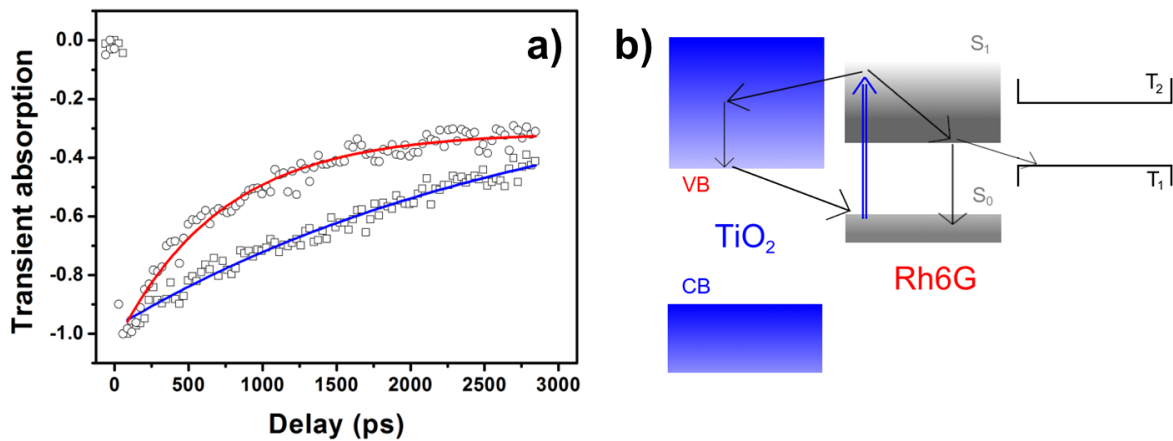 a)
0.0
-0.2
-0.4
-0.6
-0.8
-1.0
Transient absorption
0 500 1000 1500 2000 2500 3000
Delay (ps)
b)
S₁
T₂
VB
T₁
S₀
TiO₂
Rh6G
CB